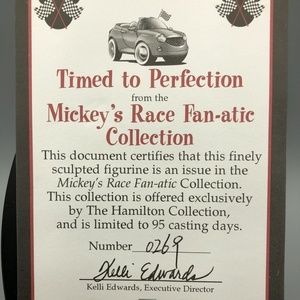 Timed to Perfection
from the
Mickey's Race Fan-atic
Collection
This document certifies that this finely
sculpted figurine is an issue in the
Mickey's Race Fan-atic Collection.
This collection is offered exclusively
by The Hamilton Collection,
and is limited to 95 casting days.
Number 0269
Kelli Edwards
Kelli Edwards, Executive Director